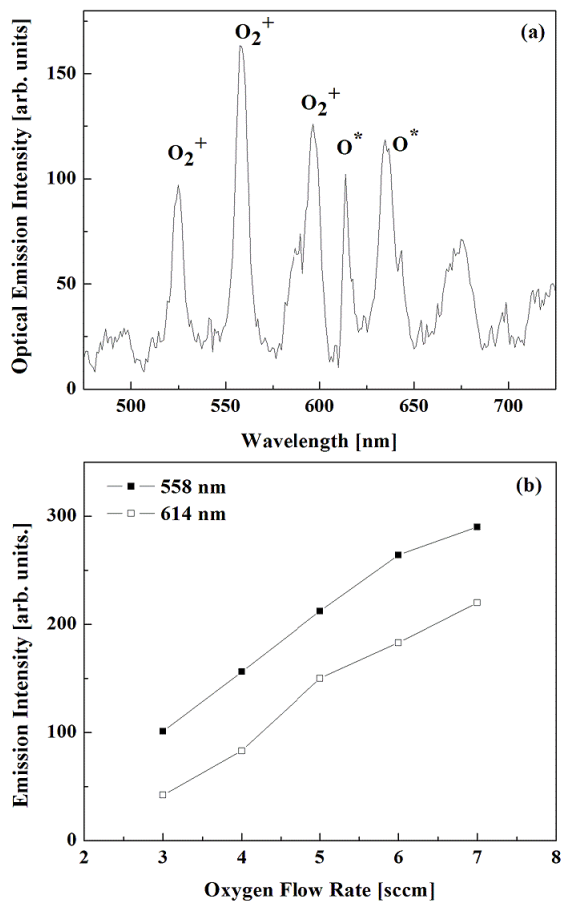 (a)
O2+
O2+
O2+
O*
O*
Optical Emission Intensity [arb. units]
150
100
50
0
500 550 600 650 700
Wavelength [nm]
(b)
558 nm
614 nm
Emission Intensity [arb. units.]
300
200
100
0
2 3 4 5 6 7 8
Oxygen Flow Rate [sccm]